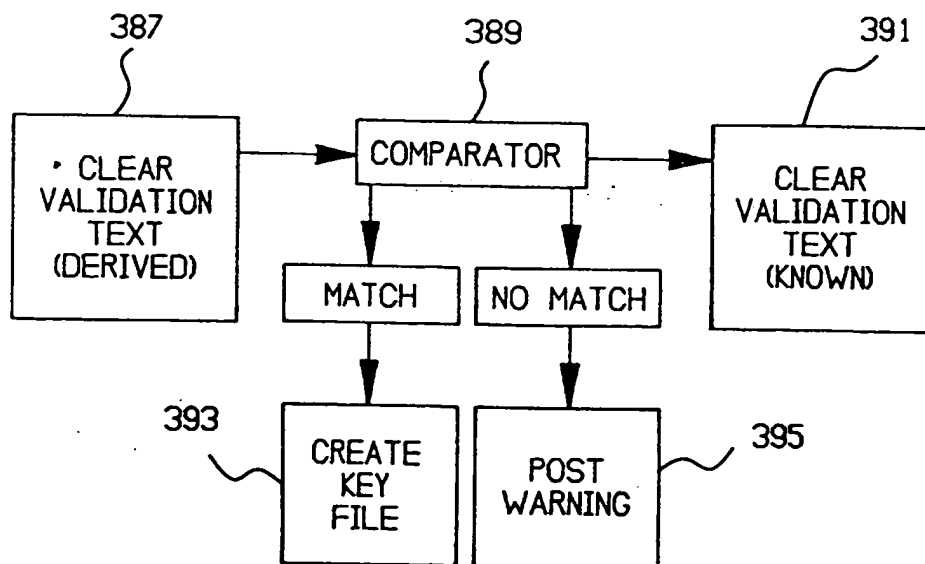 387
389
391
CLEAR
VALIDATION
TEXT
(DERIVED)
COMPARATOR
CLEAR
VALIDATION
TEXT
(KNOWN)
MATCH
NO MATCH
393
CREATE
KEY
FILE
POST
WARNING
395